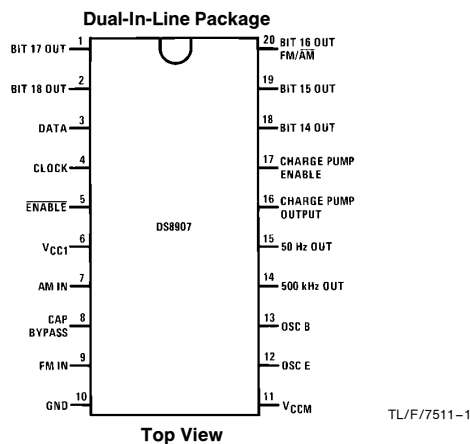 Dual-In-Line Package
BIT 17 OUT 1
BIT 18 OUT 2
DATA 3
CLOCK 4
ENABLE 5
VCC1 6
AM IN 7
CAP
BYPASS 8
FM IN 9
GND 10
DS8907
20 BIT 16 OUT
FM/AM
19 BIT 15 OUT
18 BIT 14 OUT
17 CHARGE PUMP
ENABLE
16 CHARGE PUMP
OUTPUT
15 50 Hz OUT
14 500 kHz OUT
13 OSC B
12 OSC E
11 VCCM
TL/F/7511–1
Top View